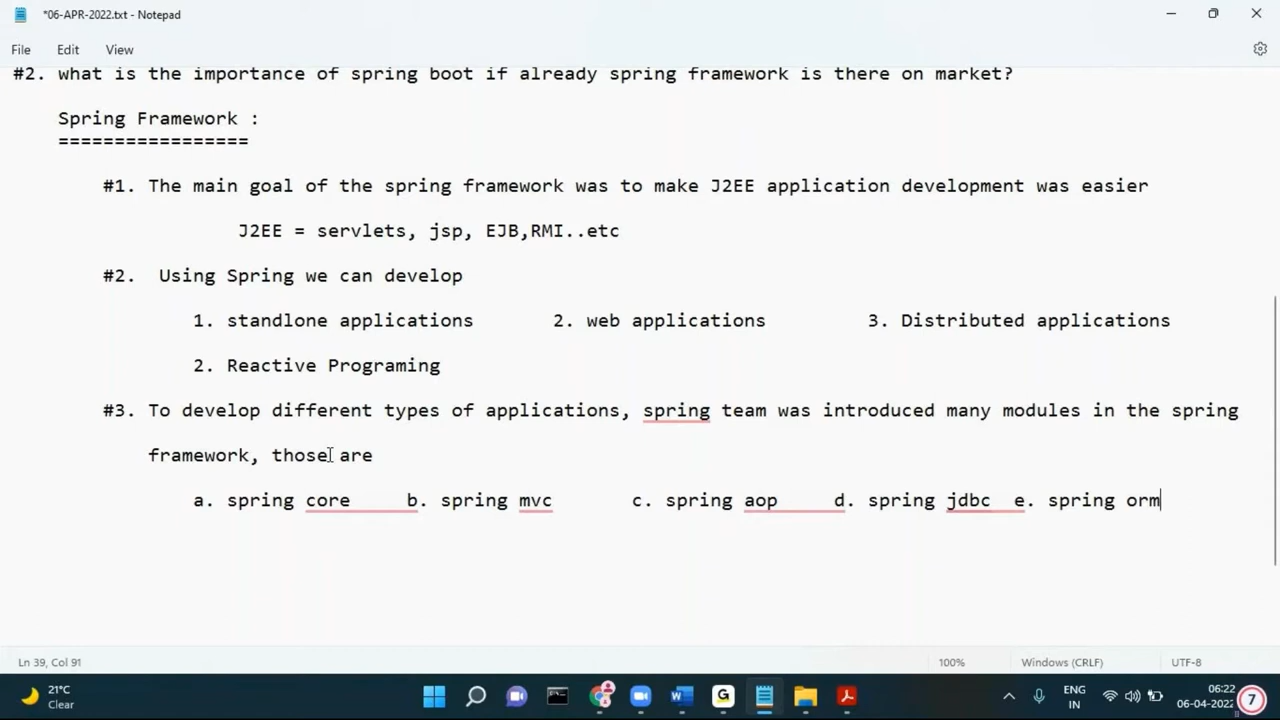 *06-APR-2022.txt - Notepad
File Edit View
#2. what is the importance of spring boot if already spring framework is there on market?
Spring Framework :
=================
#1. The main goal of the spring framework was to make J2EE application development was easier
J2EE = servlets, jsp, EJB,RMI..etc
#2. Using Spring we can develop
1. standlone applications 2. web applications 3. Distributed applications
2. Reactive Programing
#3. To develop different types of applications, spring team was introduced many modules in the spring
framework, those are
a. spring core b. spring mvc c. spring aop d. spring jdbc e. spring orm
Ln 39, Col 91 100% Windows (CRLF) UTF-8
21°C
Clear
ENG
IN
06:22
06-04-2022
7